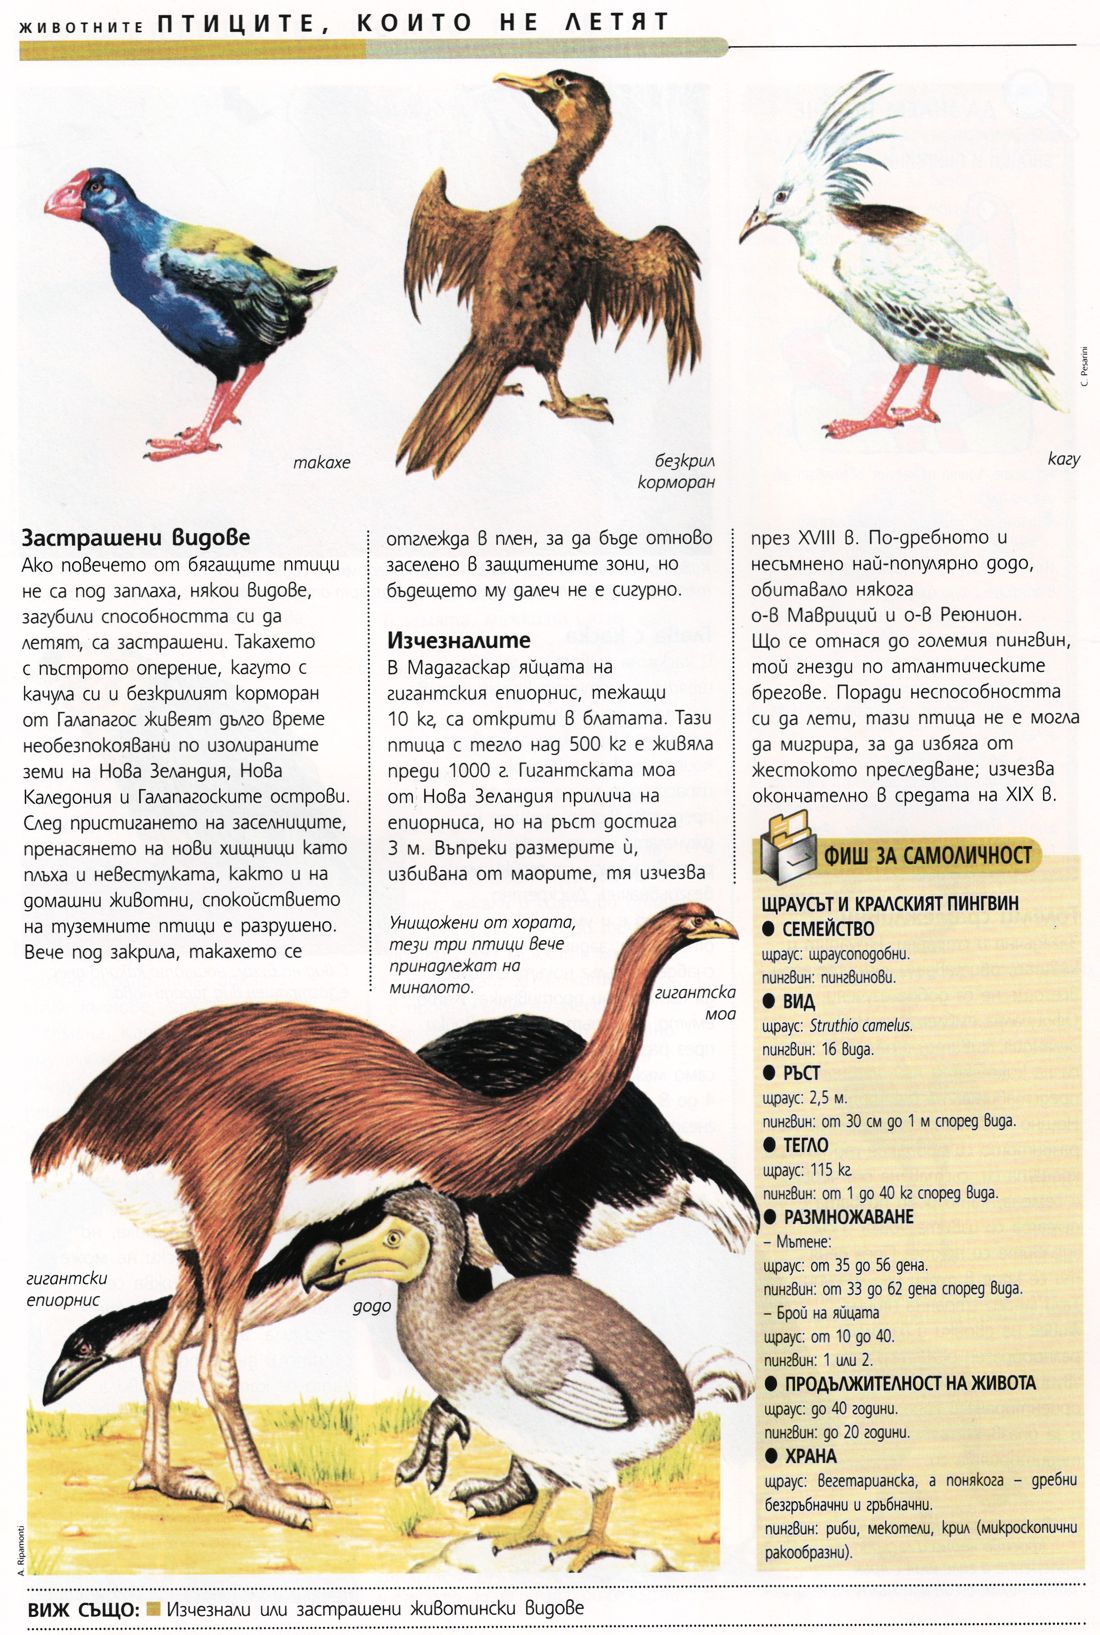 ЖИВОТНИТЕ ПТИЦИТЕ, КОИТО НЕ ЛЕТЯТ
C. Pesarini
такахе
безкрил
корморан
кагу
Застрашени видове
Ако повечето от бягащите птици
не са под заплаха, някои видове,
загубили способността си да
летят, са застрашени. Такахето
с пъстрото оперение, кагуто с
качула си и безкрилият корморан
от Галапагос живеят дълго време
необезпокоявани по изолираните
земи на Нова Зеландия, Нова
Каледония и Галапагоските острови.
След пристигането на заселниците,
пренасянето на нови хищници като
плъха и невестулката, както и на
домашни животни, спокойствието
на туземните птици е разрушено.
Вече под закрила, такахето се
отглежда в плен, за да бъде отново
заселено в защитените зони, но
бъдещето му далеч не е сигурно.
Изчезналите
В Мадагаскар яйцата на
гигантския епиорнис, тежащи
10 кг, са открити в блатата. Тази
птица с тегло над 500 кг е живяла
преди 1000 г. Гигантската моа
от Нова Зеландия прилича на
епиорниса, но на ръст достига
3 м. Въпреки размерите ѝ,
избивана от маорите, тя изчезва
през XVIII в. По-дребното и
несъмнено най-популярно додо,
обитавало някога
о-в Мавриций и о-в Реюнион.
Що се отнася до големия пингвин,
той гнезди по атлантическите
брегове. Поради неспособността
си да лети, тази птица не е могла
да мигрира, за да избяга от
жестокото преследване; изчезва
окончателно в средата на XIX в.
Унищожени от хората,
тези три птици вече
принадлежат на
миналото.
гигантска
моа
гигантски
епиорнис
додо
A. Ripamonti
ФИШ ЗА САМОЛИЧНОСТ
ЩРАУСЪТ И КРАЛСКИЯТ ПИНГВИН
● СЕМЕЙСТВО
щраус: щраусоподобни.
пингвин: пингвинови.
● ВИД
щраус: Struthio camelus.
пингвин: 16 вида.
● РЪСТ
щраус: 2,5 м.
пингвин: от 30 см до 1 м според вида.
● ТЕГЛО
щраус: 115 кг.
пингвин: от 1 до 40 кг според вида.
● РАЗМНОЖАВАНЕ
– Мътене:
щраус: от 35 до 56 дена.
пингвин: от 33 до 62 дена според вида.
– Брой на яйцата
щраус: от 10 до 40.
пингвин: 1 или 2.
● ПРОДЪЛЖИТЕЛНОСТ НА ЖИВОТА
щраус: до 40 години.
пингвин: до 20 години.
● ХРАНА
щраус: вегетарианска, а понякога – дребни
безгръбначни и гръбначни.
пингвин: риби, мекотели, крил (микроскопични
ракообразни).
ВИЖ СЪЩО: Изчезнали или застрашени животински видове